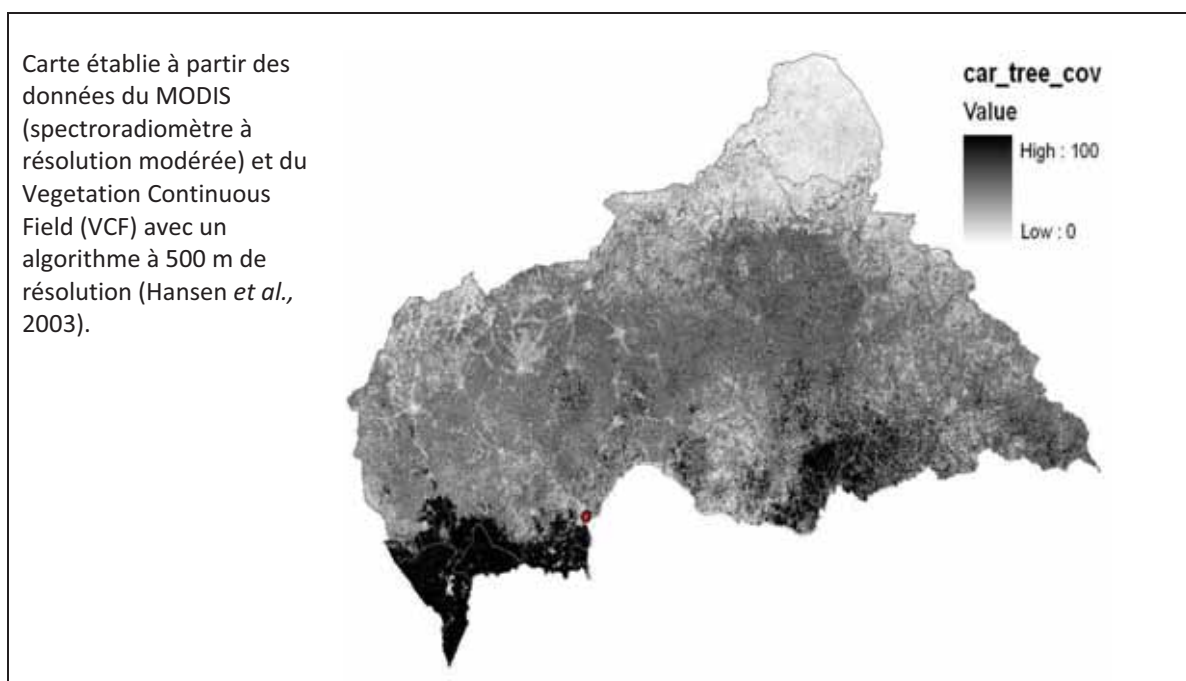 Carte établie à partir des
données du MODIS
(spectroradiomètre à
résolution modérée) et du
Vegetation Continuous
Field (VCF) avec un
algorithme à 500 m de
résolution (Hansen et al.,
2003).
car_tree_cov
Value
High : 100
Low : 0